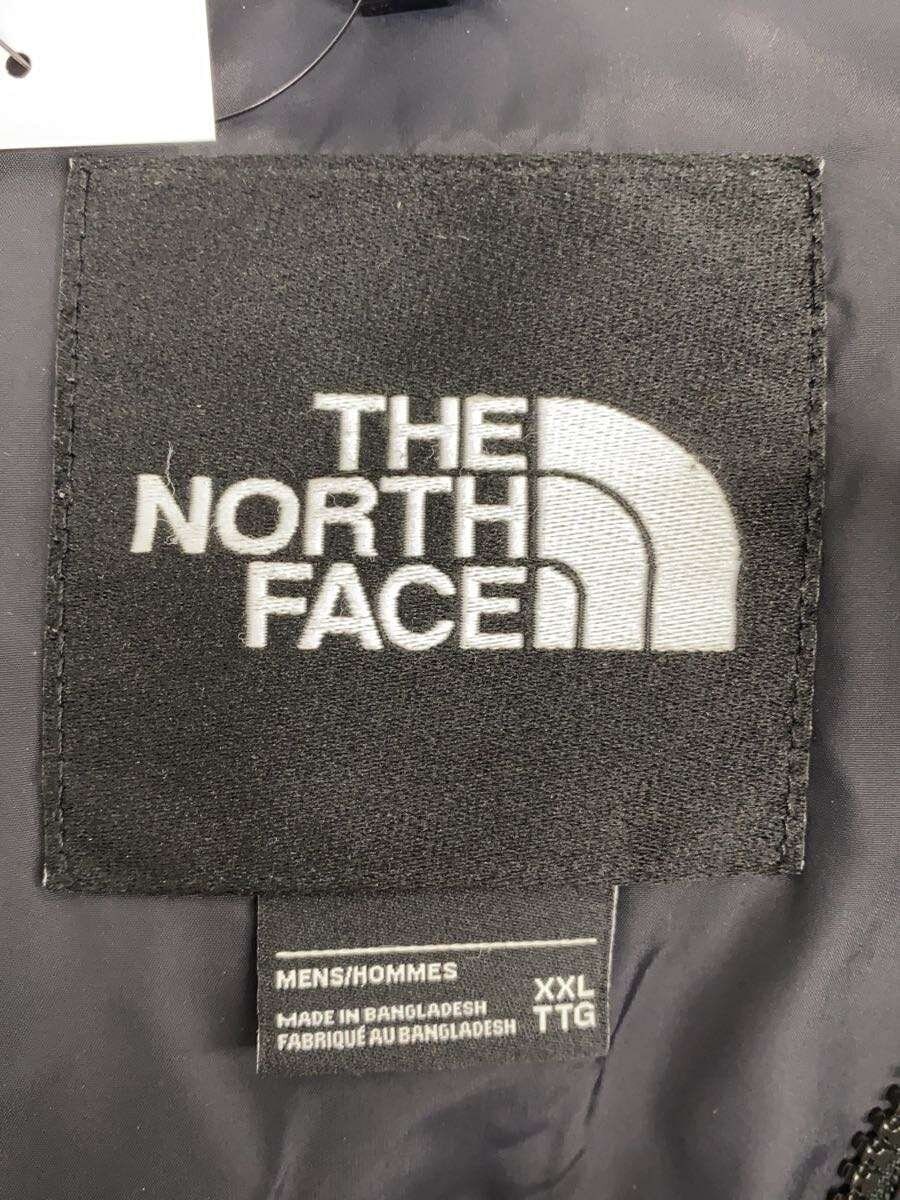 THE
NORTH
FACE
MENS/HOMMES
MADE IN BANGLADESH
FABRIQUÉ AU BANGLADESH
XXL
TTG